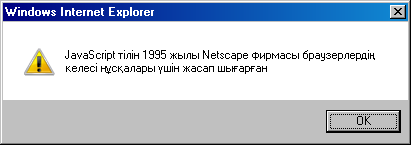 Windows Internet Explorer
JavaScript тілін 1995 жылы Netscape фирмасы браузерлердің
келесі нұсқалары үшін жасап шығарған
OK